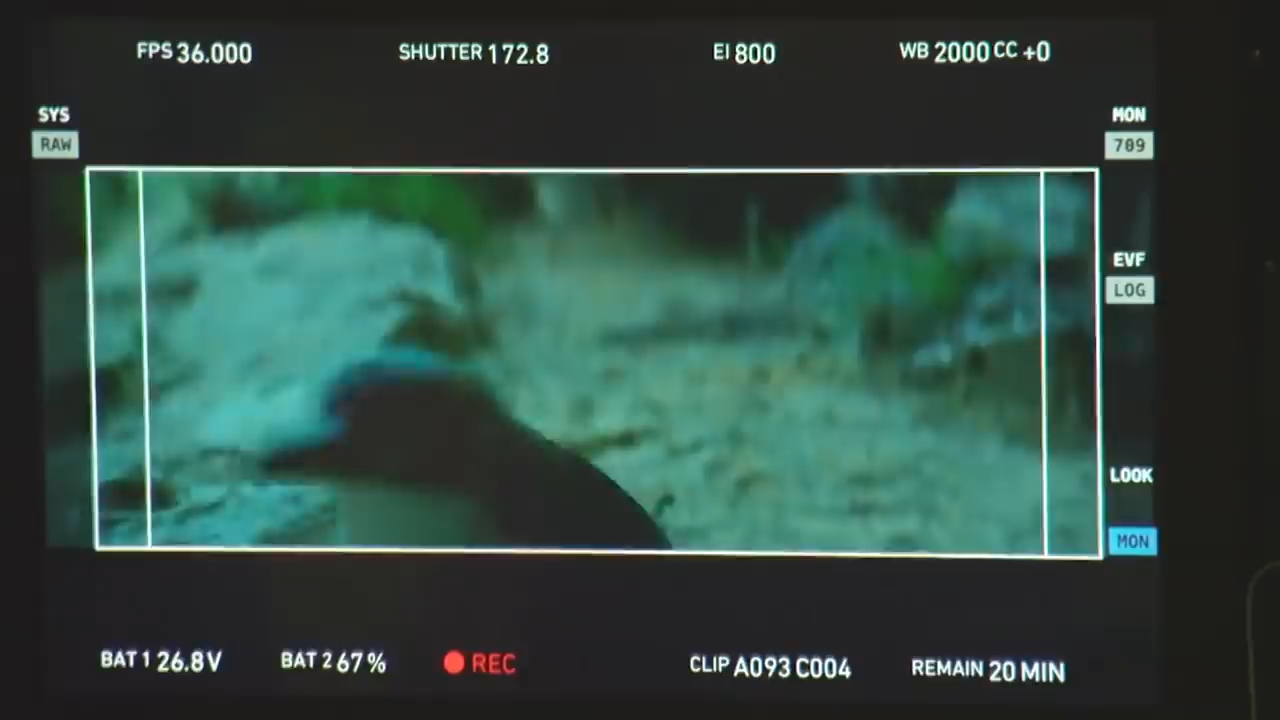 FPS 36.000 SHUTTER 172.8 EI 800 WB 2000 CC +0
SYS
RAW
MON
709
EVF
LOG
LOOK
MON
BAT 1 26.8V BAT 2 67% REC CLIP A093 C004 REMAIN 20 MIN